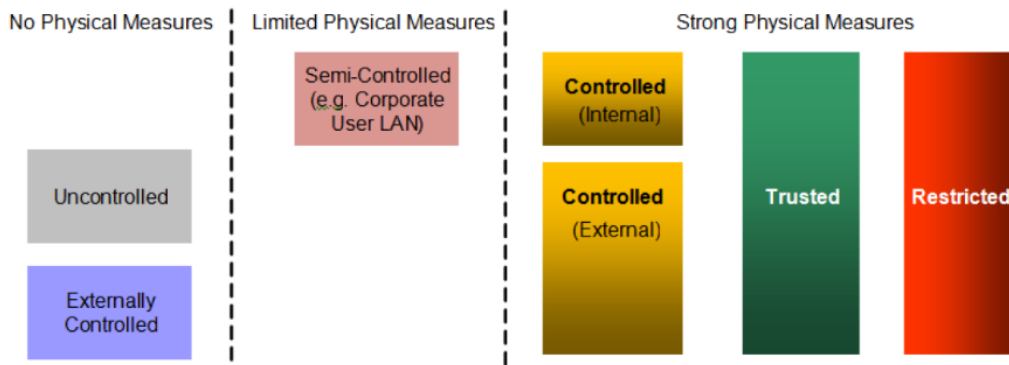 No Physical Measures
Limited Physical Measures
Strong Physical Measures
Semi-Controlled
(e.g. Corporate
User LAN)
Controlled
(Internal)
Uncontrolled
Controlled
(External)
Trusted
Restricted
Externally
Controlled